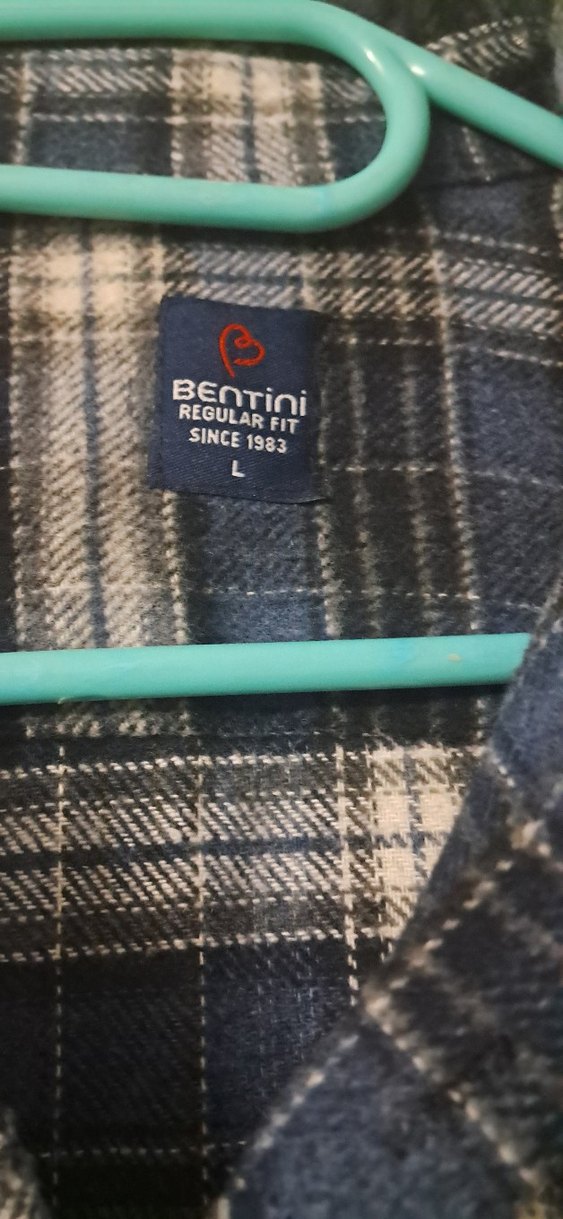 BENTINI
REGULAR FIT
SINCE 1983
L